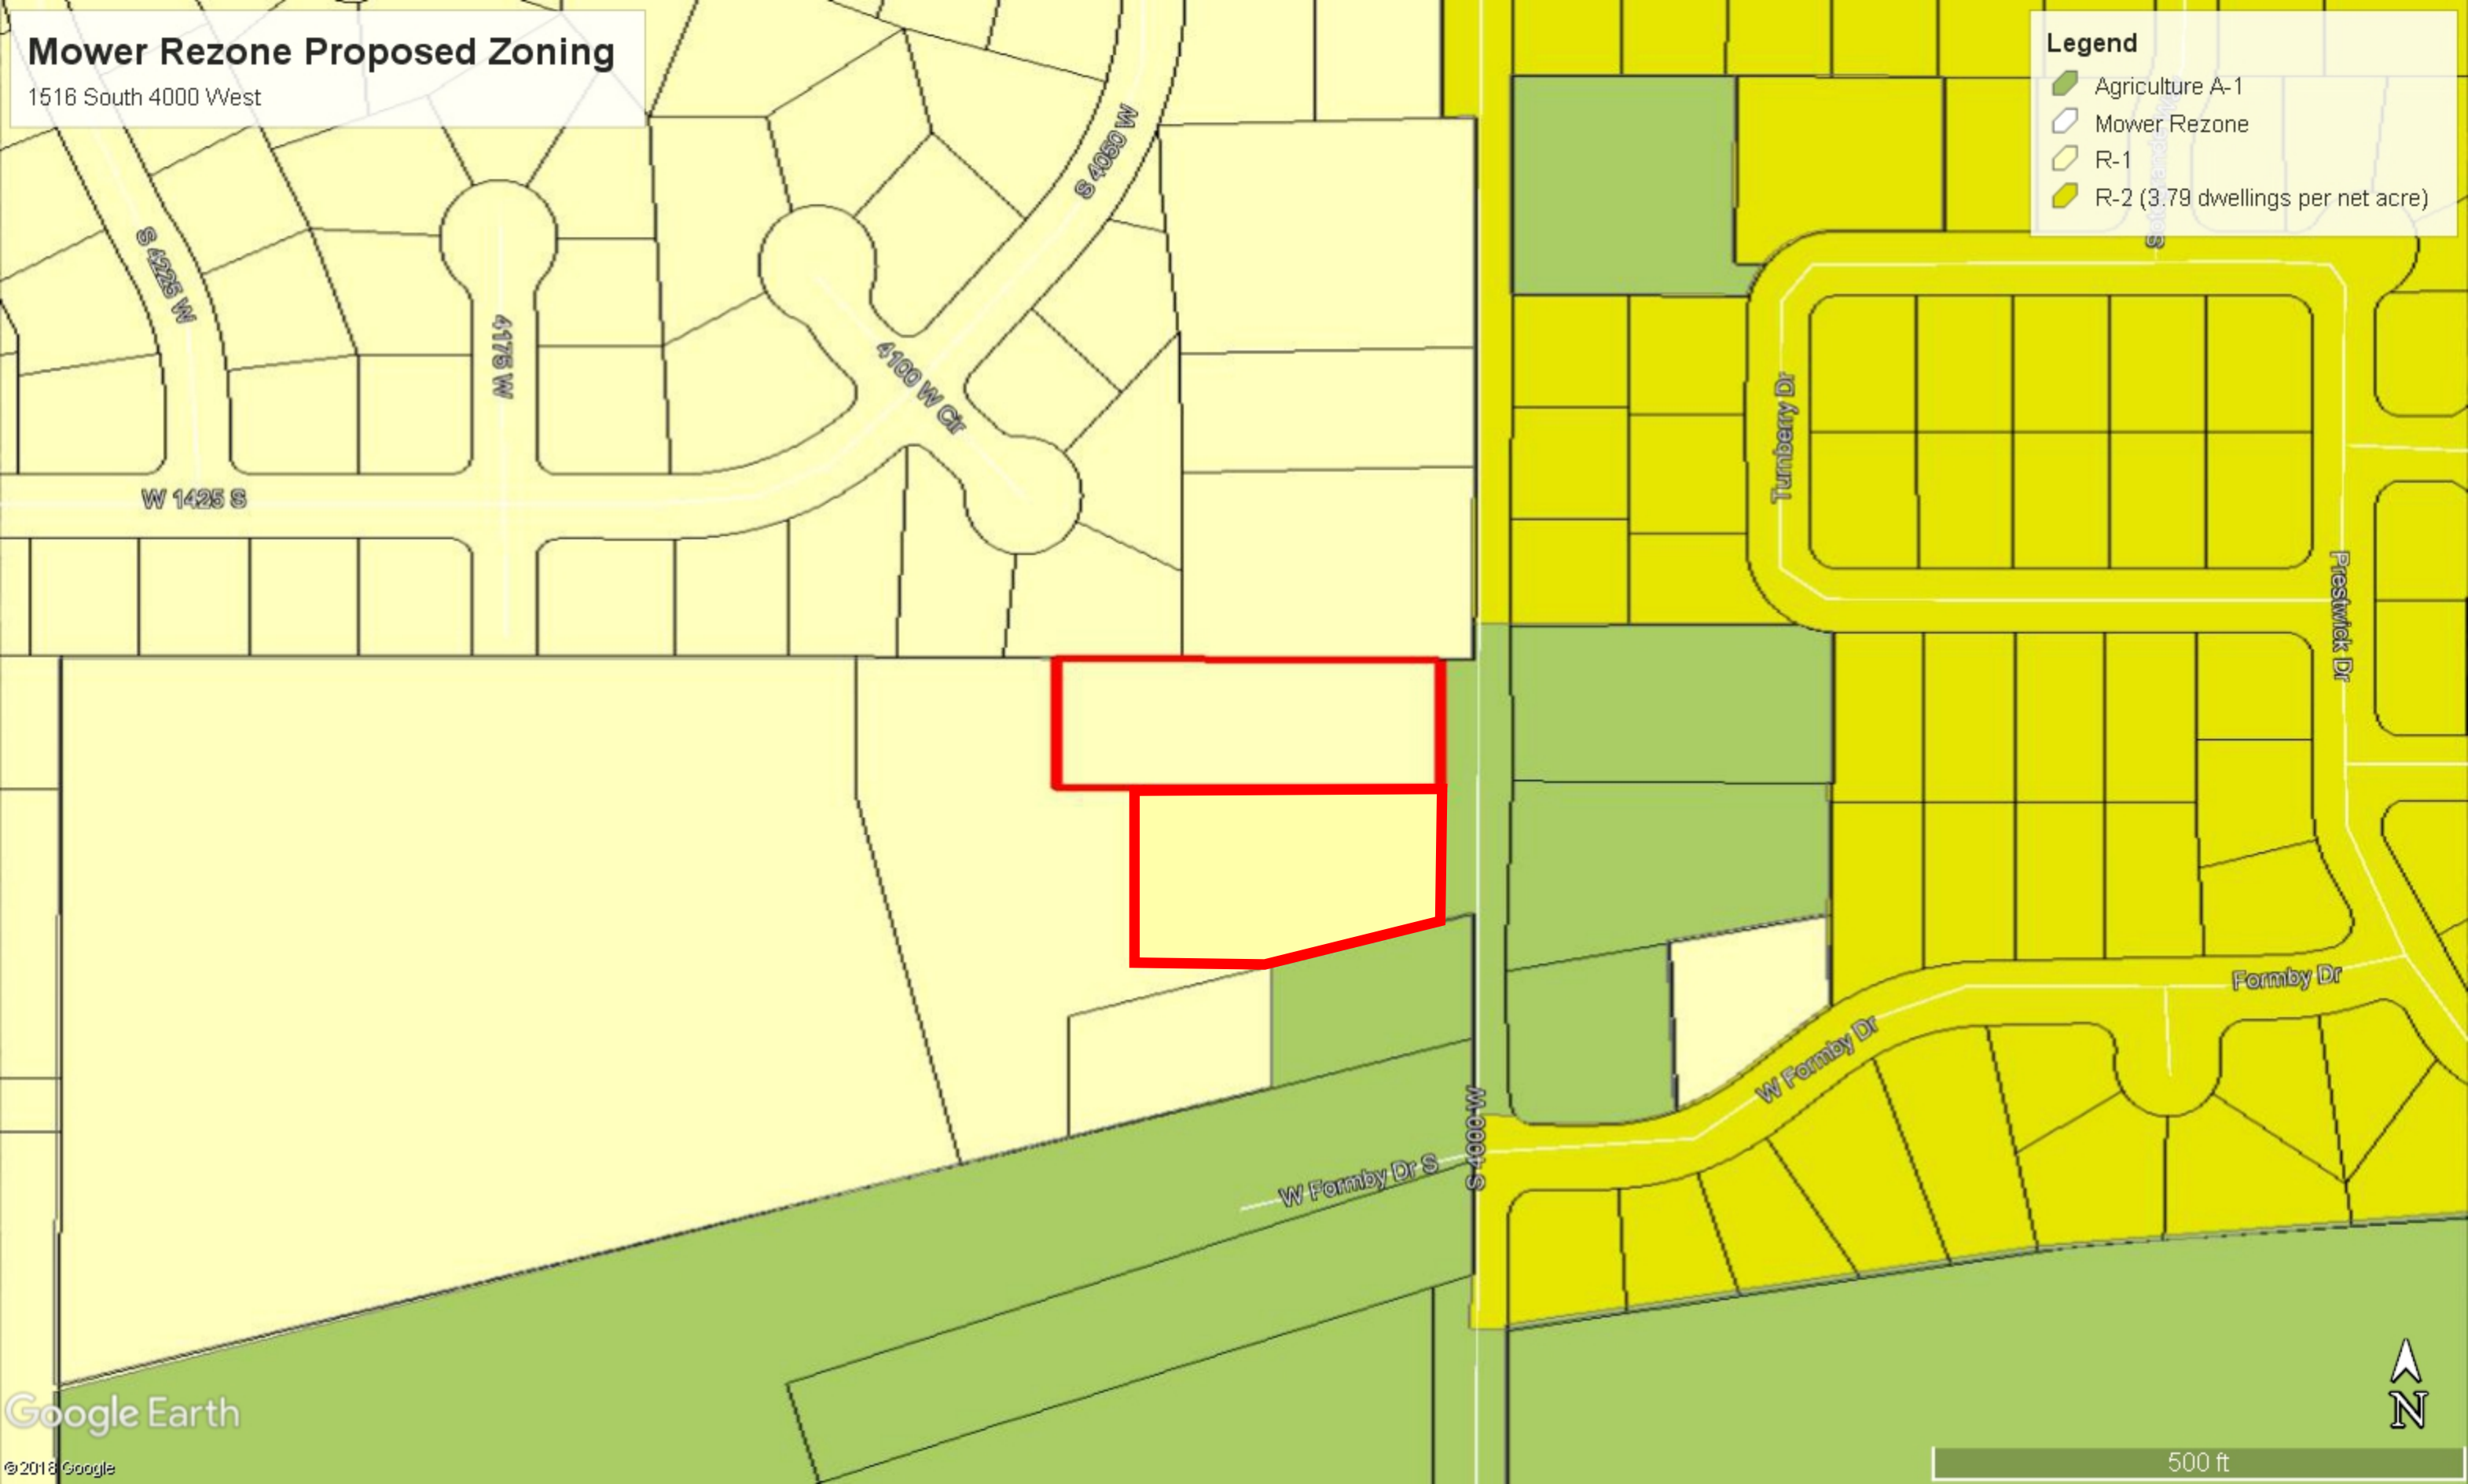 Mower Rezone Proposed Zoning
1516 South 4000 West
Legend
Agriculture A-1
Mower Rezone
R-1
R-2 (3.79 dwellings per net acre)
S 4050 W
S 4225 W
4175 W
4100 W Cir
W 1425 S
Turnberry Dr
Prestwick Dr
Formby Dr
W Formby Dr
S 4000 W
W Formby Dr S
Google Earth
© 2018 Google
N
500 ft